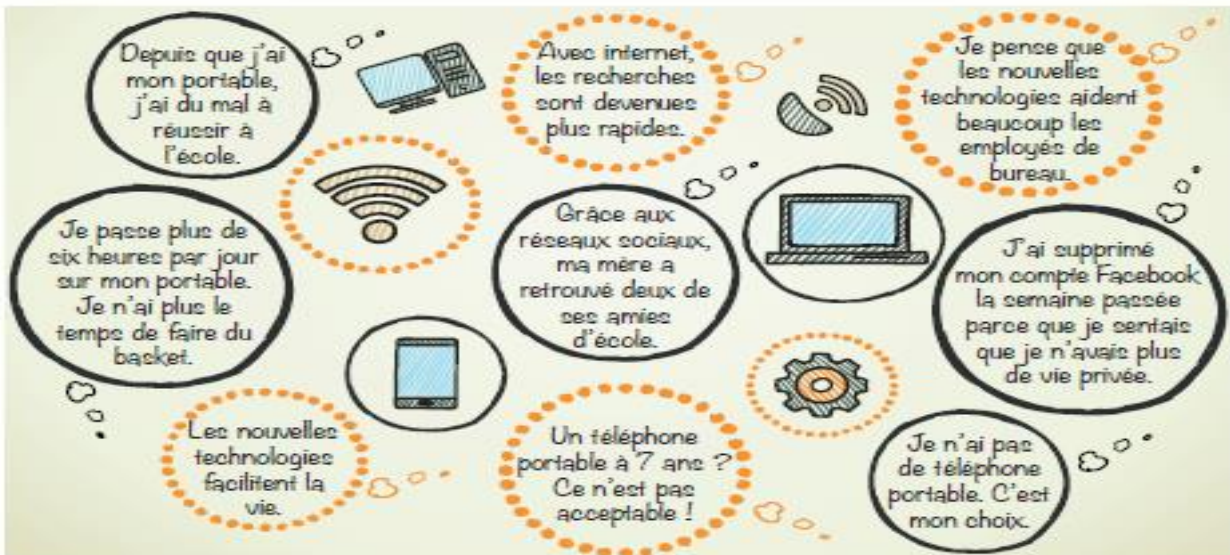 Depuis que j'ai
mon portable,
j'ai du mal à
réussir à
l'école.
Avec internet,
les recherches
sont devenues
plus rapides.
Je pense que
les nouvelles
technologies aident
beaucoup les
employés de
bureau.
Je passe plus de
six heures par jour
sur mon portable.
Je n'ai plus le
temps de faire du
basket.
Grâce aux
réseaux sociaux,
ma mère a
retrouvé deux de
ses amies
d'école.
J'ai supprimé
mon compte Facebook
la semaine passée
parce que je sentais
que je n'avais plus
de vie privée.
Les nouvelles
technologies
facilitent la
vie.
Un téléphone
portable à 7 ans ?
Ce n'est pas
acceptable !
Je n'ai pas
de téléphone
portable. C'est
mon choix.